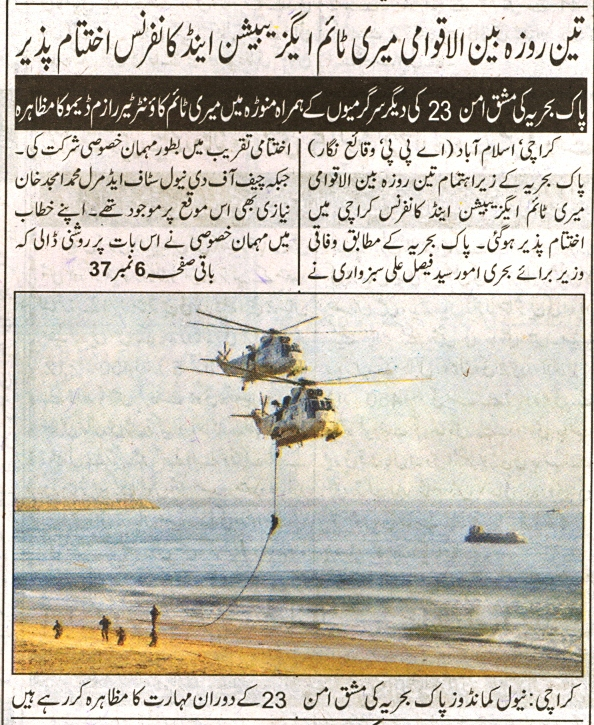 تین روزہ بین الاقوامی میری ٹائم ایگزیبیشن اینڈ کانفرنس اختتام پذیر
پاک بحریہ کی مشق امن 23 کی دیگر سرگرمیوں کے ہمراہ منوڑہ میں میری ٹائم کاؤنٹر ٹیررازم ڈیمو کا مظاہرہ
کراچی/ اسلام آباد (اے پی پی/ وقائع نگار)
پاک بحریہ کے زیراہتمام تین روزہ بین الاقوامی
میری ٹائم ایگزیبیشن اینڈ کانفرنس کراچی میں
اختتام پذیر ہوگئی۔ پاک بحریہ کے مطابق وفاقی
وزیر برائے بحری امور سید فیصل علی سبزواری نے
اختتامی تقریب میں بطور مہمان خصوصی شرکت کی۔
جبکہ چیف آف دی نیول سٹاف ایڈمرل محمد امجد خان
نیازی بھی اس موقع پر موجود تھے۔ اپنے خطاب
میں مہمان خصوصی نے اس بات پر روشنی ڈالی کہ
باقی صفحہ 6 نمبر 37
کراچی: نیول کمانڈوز پاک بحریہ کی مشق امن 23 کے دوران مہارت کا مظاہرہ کر رہے ہیں